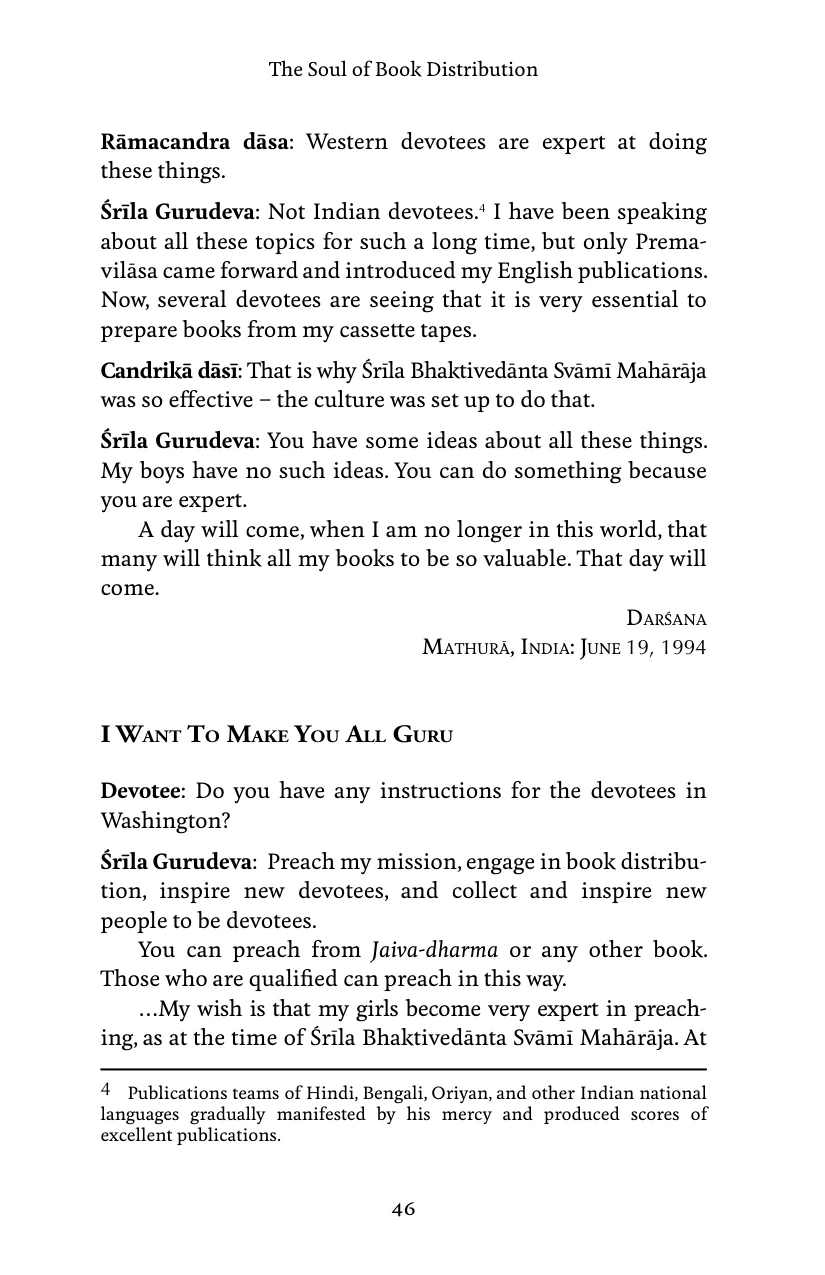 The Soul of Book Distribution
Rāmacandra dāsa: Western devotees are expert at doing
these things.
Śrīla Gurudeva: Not Indian devotees.4 I have been speaking
about all these topics for such a long time, but only Prema-
vilāsa came forward and introduced my English publications.
Now, several devotees are seeing that it is very essential to
prepare books from my cassette tapes.
Candrikā dāsī: That is why Śrīla Bhaktivedānta Svāmī Mahārāja
was so effective – the culture was set up to do that.
Śrīla Gurudeva: You have some ideas about all these things.
My boys have no such ideas. You can do something because
you are expert.
A day will come, when I am no longer in this world, that
many will think all my books to be so valuable. That day will
come.
Darśana
Mathurā, India: June 19, 1994
I Want To Make You All Guru
Devotee: Do you have any instructions for the devotees in
Washington?
Śrīla Gurudeva: Preach my mission, engage in book distribu-
tion, inspire new devotees, and collect and inspire new
people to be devotees.
You can preach from Jaiva-dharma or any other book.
Those who are qualified can preach in this way.
...My wish is that my girls become very expert in preach-
ing, as at the time of Śrīla Bhaktivedānta Svāmī Mahārāja. At
4 Publications teams of Hindi, Bengali, Oriyan, and other Indian national
languages gradually manifested by his mercy and produced scores of
excellent publications.
46